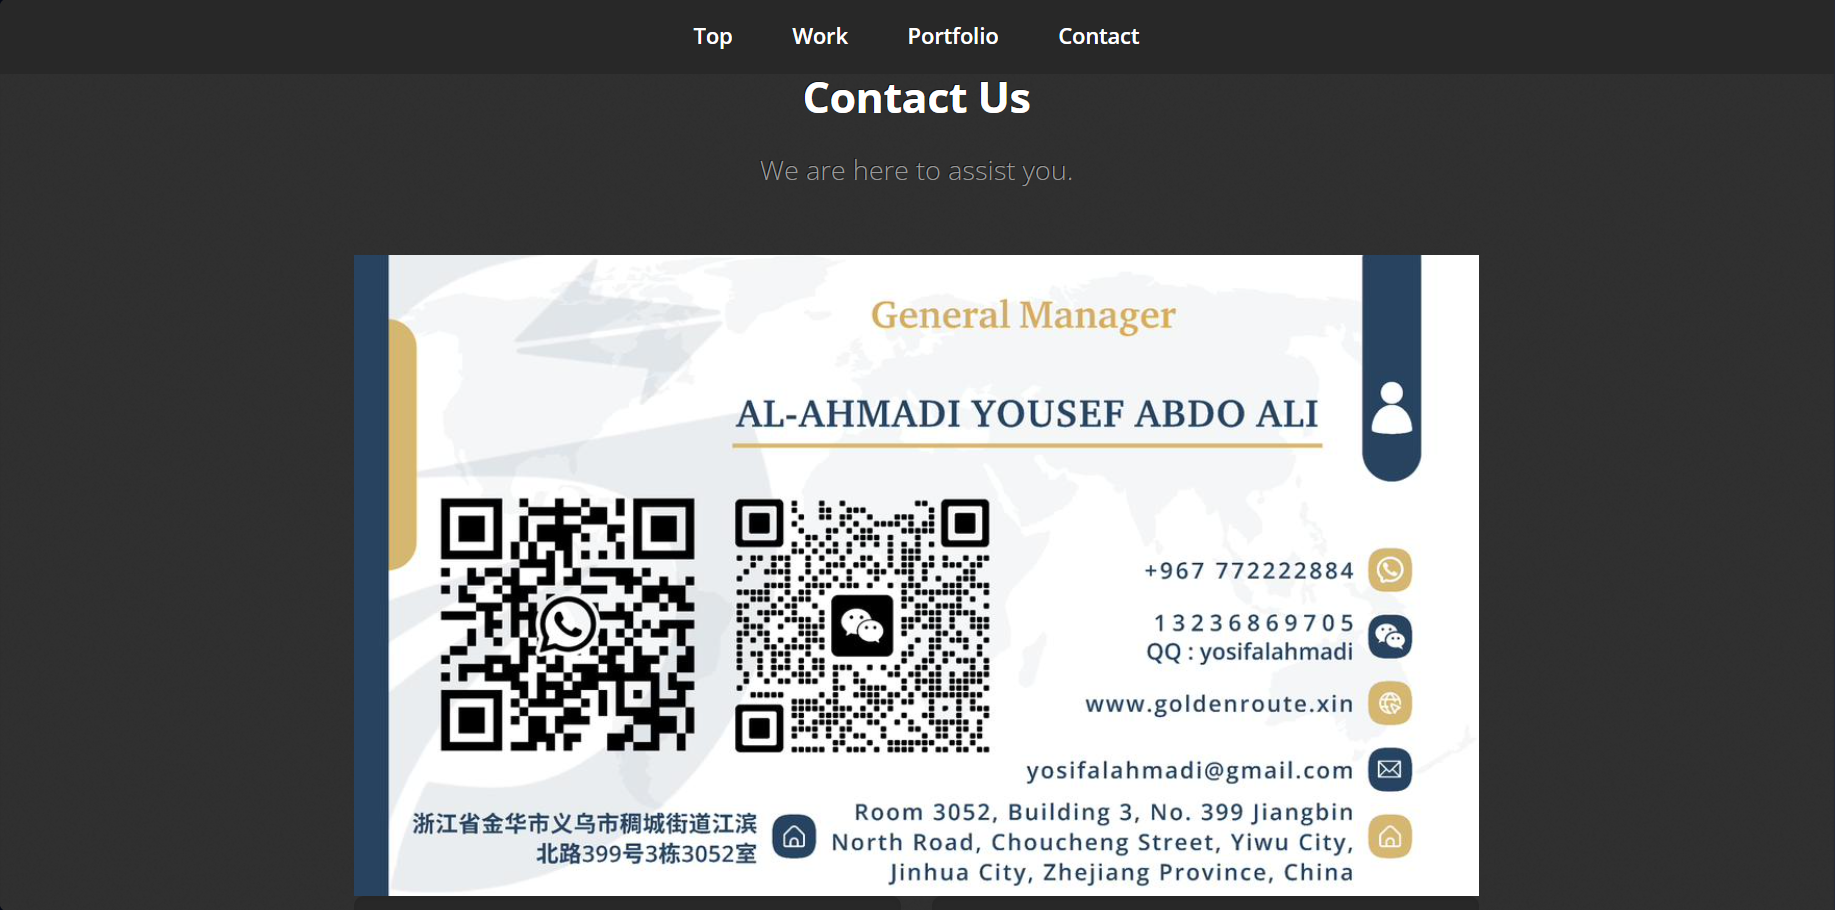 Top Work Portfolio Contact
Contact Us
We are here to assist you.
General Manager
AL-AHMADI YOUSEF ABDO ALI
+967 772222884
13236869705
QQ : yosifalahmadi
www.goldenroute.xin
yosifalahmadi@gmail.com
浙江省金华市义乌市稠城街道江滨
北路399号3栋3052室
Room 3052, Building 3, No. 399 Jiangbin
North Road, Choucheng Street, Yiwu City,
Jinhua City, Zhejiang Province, China